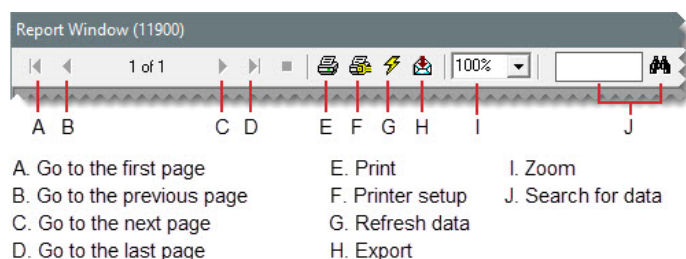 Report Window (11900)
1 of 1
100%
A B C D E F G H I J
A. Go to the first page
B. Go to the previous page
C. Go to the next page
D. Go to the last page
E. Print
F. Printer setup
G. Refresh data
H. Export
I. Zoom
J. Search for data